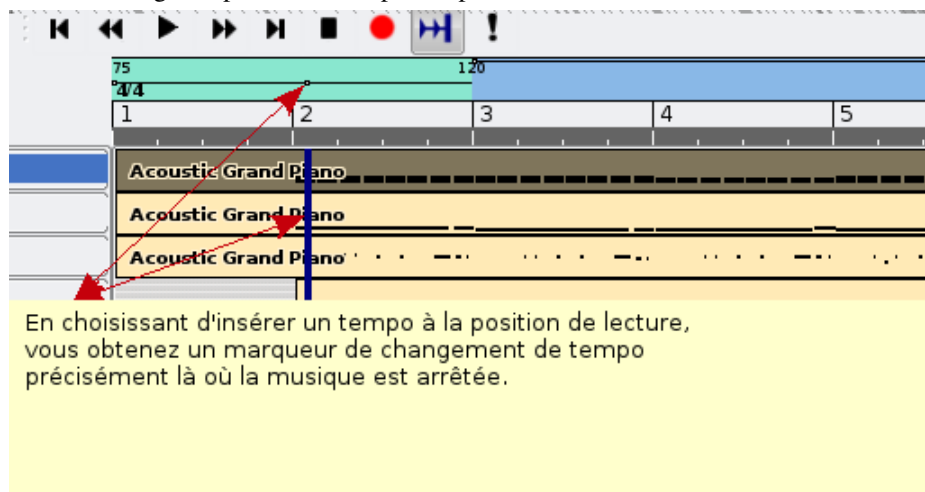 75 120
4/4
1 2 3 4 5
Acoustic Grand Piano
Acoustic Grand Piano
Acoustic Grand Piano
En choisissant d'insérer un tempo à la position de lecture,
vous obtenez un marqueur de changement de tempo
précisément là où la musique est arrêtée.